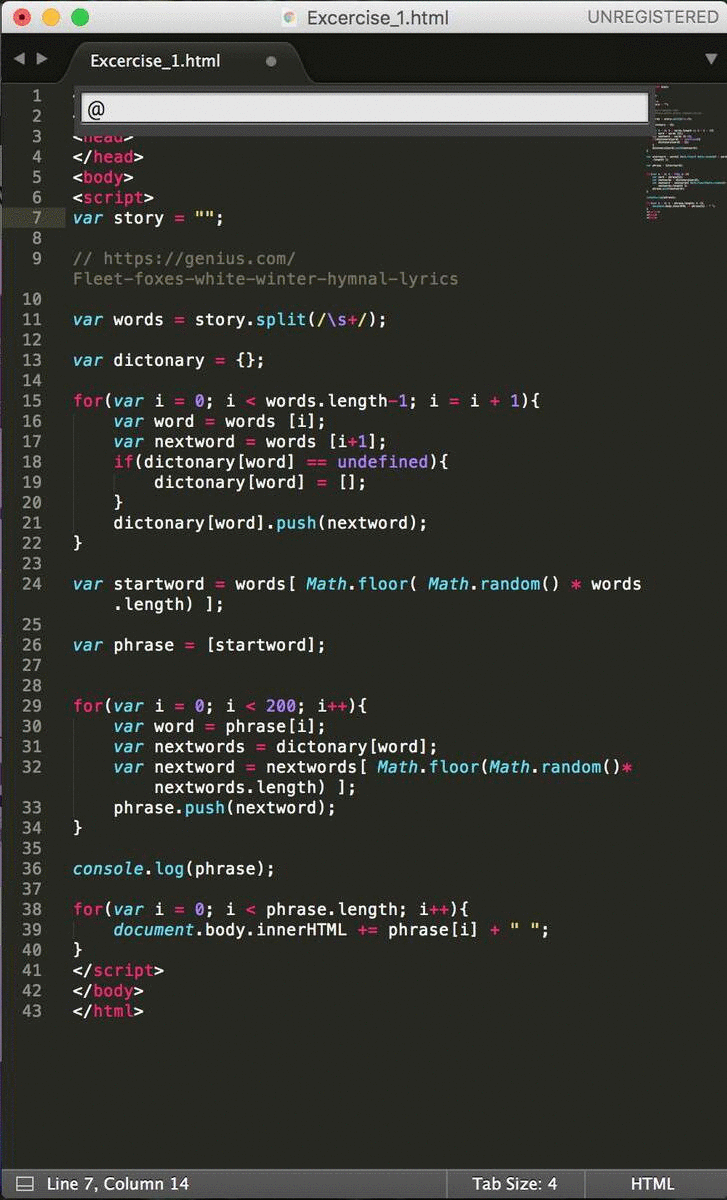 Excercise_1.html
UNREGISTERED
Excercise_1.html
@
1
2
3 <head>
4 </head>
5 <body>
6 <script>
7 var story = "";
8
9 // https://genius.com/
Fleet-foxes-white-winter-hymnal-lyrics
10
11 var words = story.split(/\s+/);
12
13 var dictonary = {};
14
15 for(var i = 0; i < words.length-1; i = i + 1){
16 var word = words [i];
17 var nextword = words [i+1];
18 if(dictonary[word] == undefined){
19 dictonary[word] = [];
20 }
21 dictonary[word].push(nextword);
22 }
23
24 var startword = words[ Math.floor( Math.random() * words
.length) ];
25
26 var phrase = [startword];
27
28
29 for(var i = 0; i < 200; i++){
30 var word = phrase[i];
31 var nextwords = dictonary[word];
32 var nextword = nextwords[ Math.floor(Math.random()*
nextwords.length) ];
33 phrase.push(nextword);
34 }
35
36 console.log(phrase);
37
38 for(var i = 0; i < phrase.length; i++){
39 document.body.innerHTML += phrase[i] + " ";
40 }
41 </script>
42 </body>
43 </html>
Line 7, Column 14
Tab Size: 4
HTML